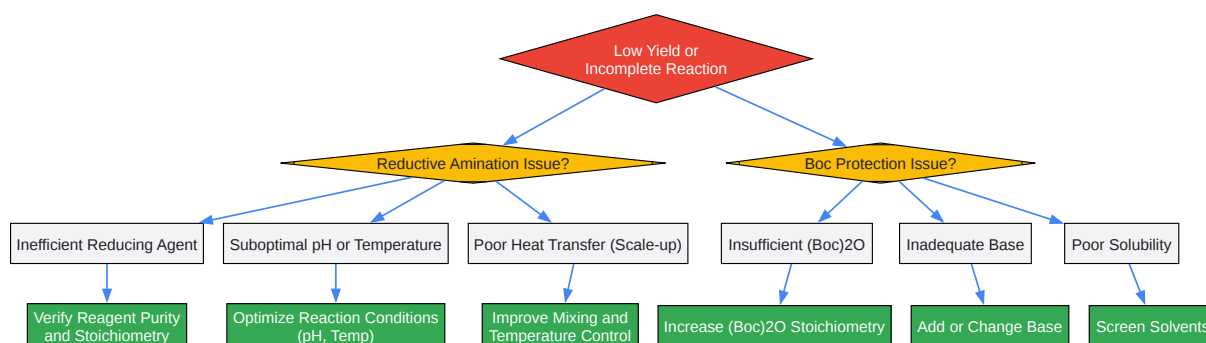 Low Yield or
Incomplete Reaction
Reductive Amination Issue?
Boc Protection Issue?
Inefficient Reducing Agent
Suboptimal pH or Temperature
Poor Heat Transfer (Scale-up)
Insufficient (Boc)2O
Inadequate Base
Poor Solubility
Verify Reagent Purity
and Stoichiometry
Optimize Reaction Conditions
(pH, Temp)
Improve Mixing and
Temperature Control
Increase (Boc)2O Stoichiometry
Add or Change Base
Screen Solvents